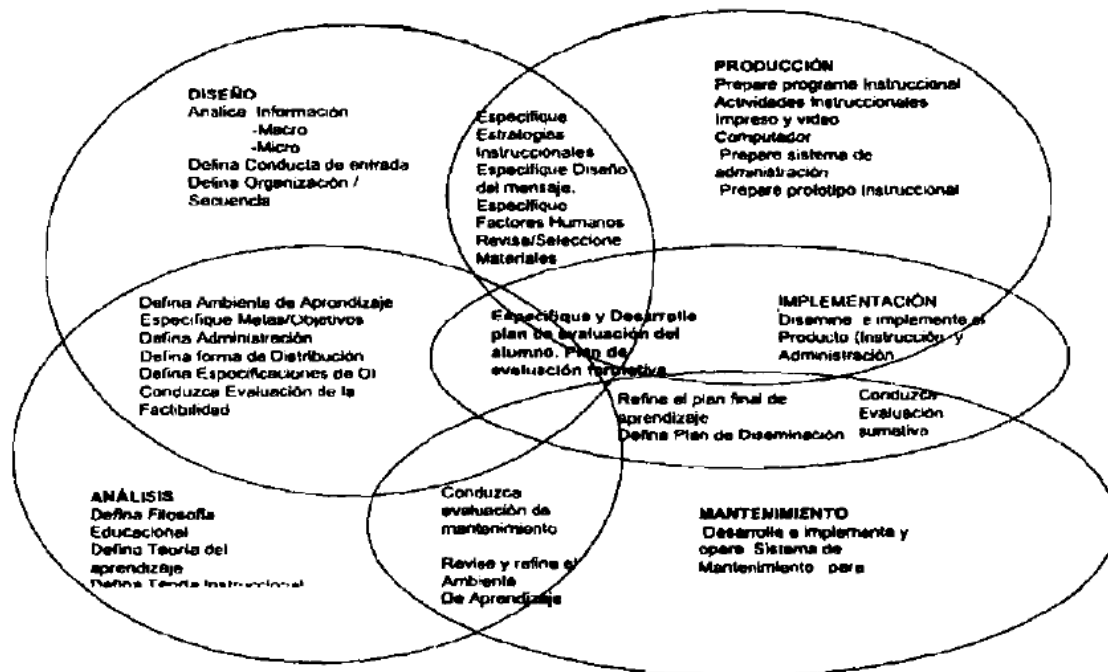 DISEÑO
Analice Información
-Macro
-Micro
Defina Conducta de entrada
Defina Organización /
Secuencia
Especifique
Estrategias
Instruccionales
Especifique Diseño
del mensaje.
Especifique
Factores Humanos
Revise/Seleccione
Materiales
PRODUCCIÓN
Prepare programa Instruccional
Actividades Instruccionales
Impreso y video
Computador
Prepare sistema de
administración
Prepare prototipo Instruccional
Defina Ambiente de Aprendizaje
Especifique Metas/Objetivos
Defina Administración
Defina forma de Distribución
Defina Especificaciones de DI
Conduzca Evaluación de la
Factibilidad
Especifique y Desarrolle
plan de evaluación del
alumno. Plan de
evaluación formativa
IMPLEMENTACIÓN
Disemine e implemente el
Producto (Instrucción y
Administración
Refine el plan final de
aprendizaje
Defina Plan de Diseminación
Conduzca
Evaluación
sumativa
ANÁLISIS
Defina Filosofía
Educacional
Defina Teoría del
aprendizaje
Defina Teoría Instruccional
Conduzca
evaluación de
mantenimiento
Revise y refine el
Ambiente
De Aprendizaje
MANTENIMIENTO
Desarrolle e implemente y
opere Sistema de
Mantenimiento para